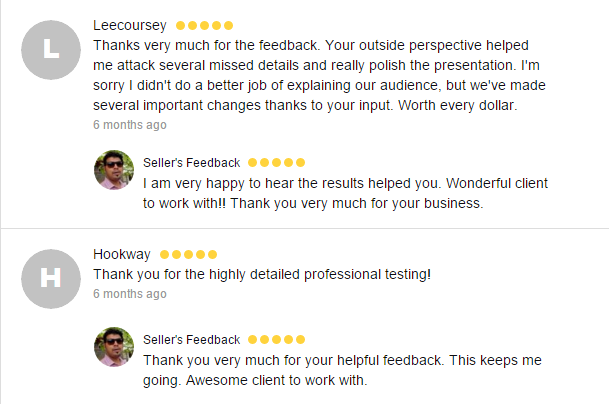 L
Leecoursey
Thanks very much for the feedback. Your outside perspective helped
me attack several missed details and really polish the presentation. I'm
sorry I didn't do a better job of explaining our audience, but we've made
several important changes thanks to your input. Worth every dollar.
6 months ago
Seller's Feedback
I am very happy to hear the results helped you. Wonderful client
to work with!! Thank you very much for your business.
H
Hookway
Thank you for the highly detailed professional testing!
6 months ago
Seller's Feedback
Thank you very much for your helpful feedback. This keeps me
going. Awesome client to work with.